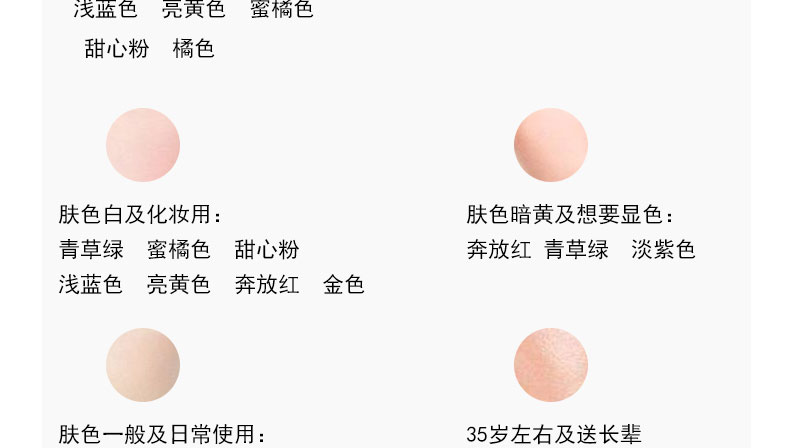 浅蓝色 亮黄色 蜜橘色
甜心粉 橘色
肤色白及化妆用：
青草绿 蜜橘色 甜心粉
浅蓝色 亮黄色 奔放红 金色
肤色暗黄及想要显色：
奔放红 青草绿 淡紫色
肤色一般及日常使用：
35岁左右及送长辈